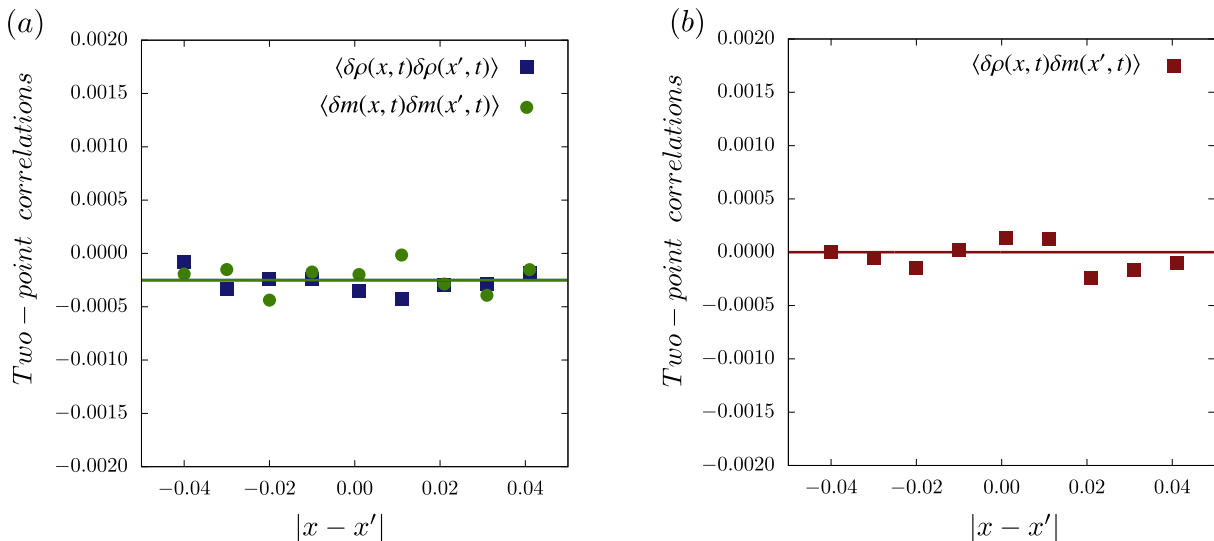 (a)
Two − point correlations
0.0020
0.0015
0.0010
0.0005
0.0000
−0.0005
−0.0010
−0.0015
−0.0020
⟨δρ(x, t)δρ(x′, t)⟩
⟨δm(x, t)δm(x′, t)⟩
−0.04 −0.02 0.00 0.02 0.04
|x − x′|
(b)
Two − point correlations
0.0020
0.0015
0.0010
0.0005
0.0000
−0.0005
−0.0010
−0.0015
−0.0020
⟨δρ(x, t)δm(x′, t)⟩
−0.04 −0.02 0.00 0.02 0.04
|x − x′|